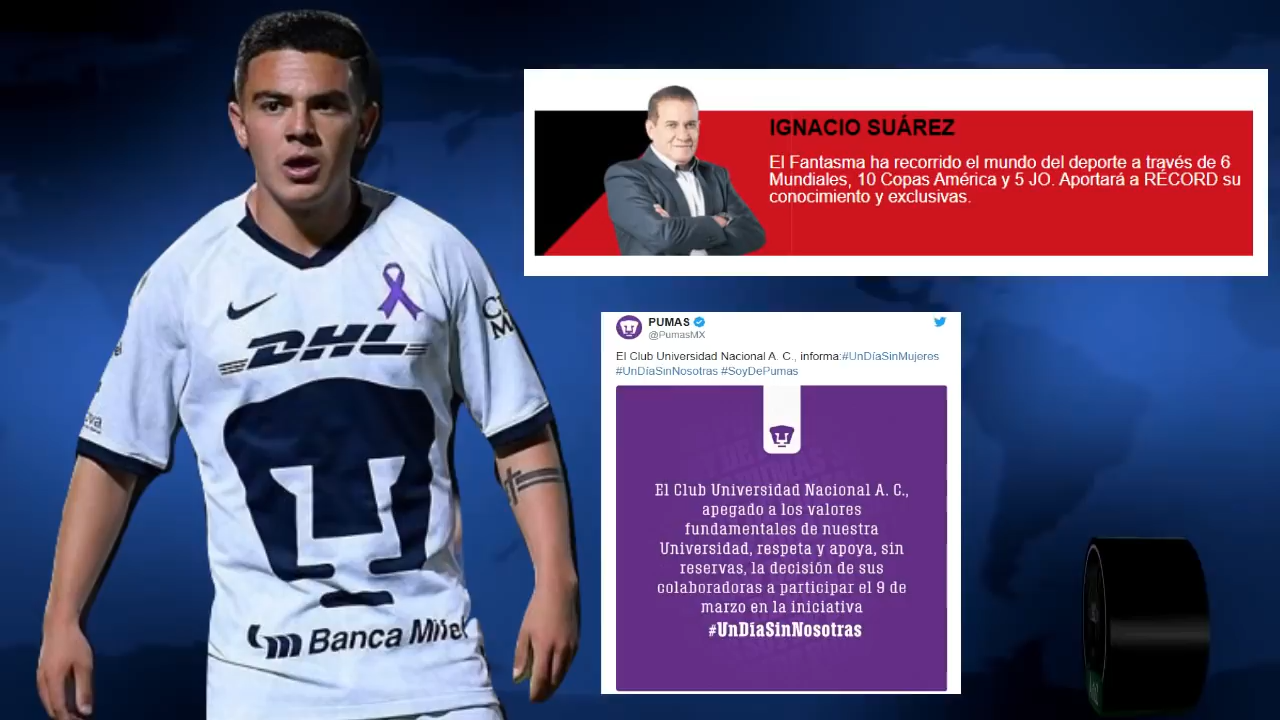 IGNACIO SUÁREZ
El Fantasma ha recorrido el mundo del deporte a través de 6
Mundiales, 10 Copas América y 5 JO. Aportará a RÉCORD su
conocimiento y exclusivas.
DHL
Banca Mifel
PUMAS
@PumasMX
El Club Universidad Nacional A. C., informa:#UnDíaSinMujeres
#UnDíaSinNosotras #SoyDePumas
El Club Universidad Nacional A. C.,
apegado a los valores
fundamentales de nuestra
Universidad, respeta y apoya, sin
reservas, la decisión de sus
colaboradoras a participar el 9 de
marzo en la iniciativa
#UnDíaSinNosotras